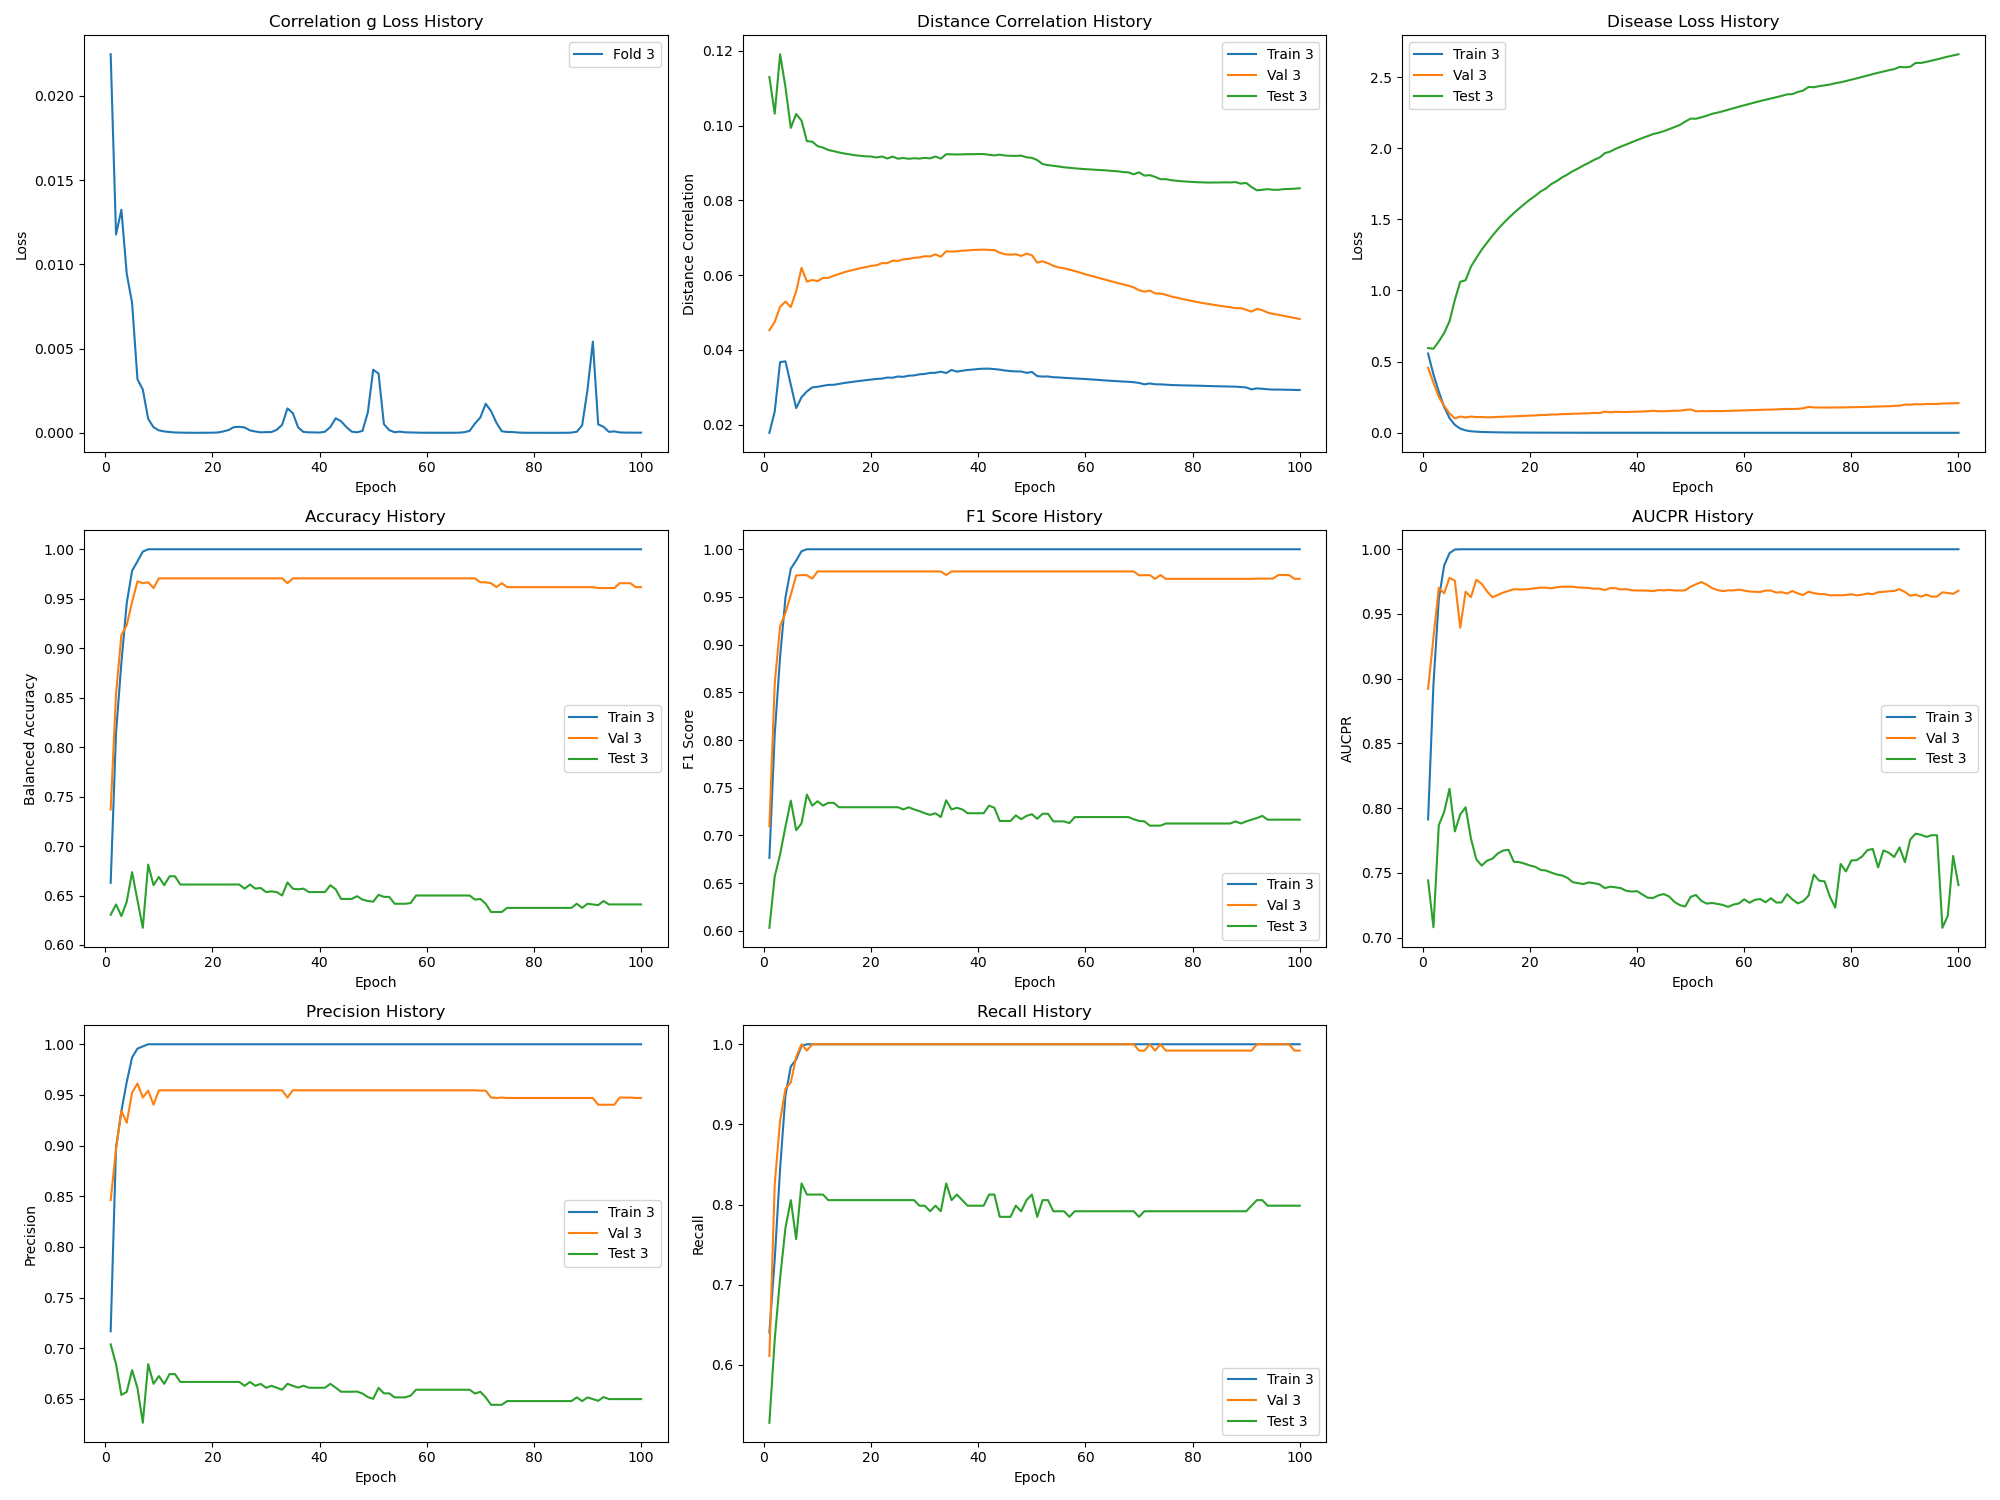 Correlation g Loss History
Loss
0.020
0.015
0.010
0.005
0.000
0 20 40 60 80 100
Epoch
Fold 3
Distance Correlation History
Distance Correlation
0.12
0.10
0.08
0.06
0.04
0.02
0 20 40 60 80 100
Epoch
Train 3
Val 3
Test 3
Disease Loss History
Loss
2.5
2.0
1.5
1.0
0.5
0.0
0 20 40 60 80 100
Epoch
Train 3
Val 3
Test 3
Accuracy History
Balanced Accuracy
1.00
0.95
0.90
0.85
0.80
0.75
0.70
0.65
0.60
0 20 40 60 80 100
Epoch
Train 3
Val 3
Test 3
F1 Score History
F1 Score
1.00
0.95
0.90
0.85
0.80
0.75
0.70
0.65
0.60
0 20 40 60 80 100
Epoch
Train 3
Val 3
Test 3
AUCPR History
AUCPR
1.00
0.95
0.90
0.85
0.80
0.75
0.70
0 20 40 60 80 100
Epoch
Train 3
Val 3
Test 3
Precision History
Precision
1.00
0.95
0.90
0.85
0.80
0.75
0.70
0.65
0 20 40 60 80 100
Epoch
Train 3
Val 3
Test 3
Recall History
Recall
1.0
0.9
0.8
0.7
0.6
0 20 40 60 80 100
Epoch
Train 3
Val 3
Test 3